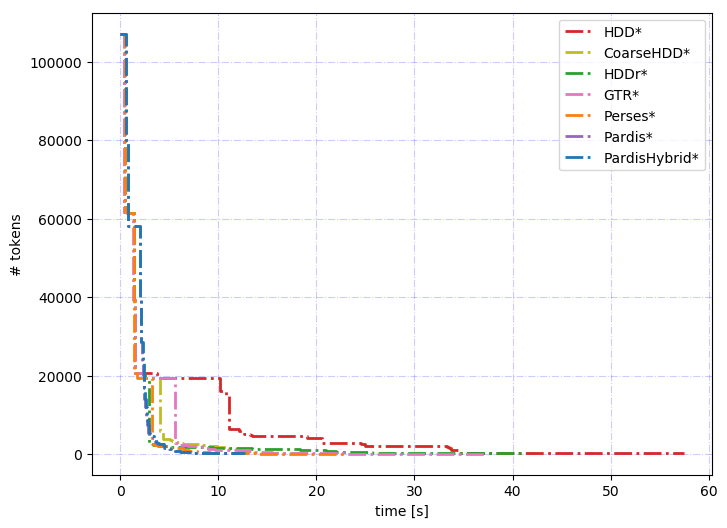 HDD*
CoarseHDD*
HDDr*
GTR*
Perses*
Pardis*
PardisHybrid*
100000
80000
60000
40000
20000
0
# tokens
0 10 20 30 40 50 60
time [s]